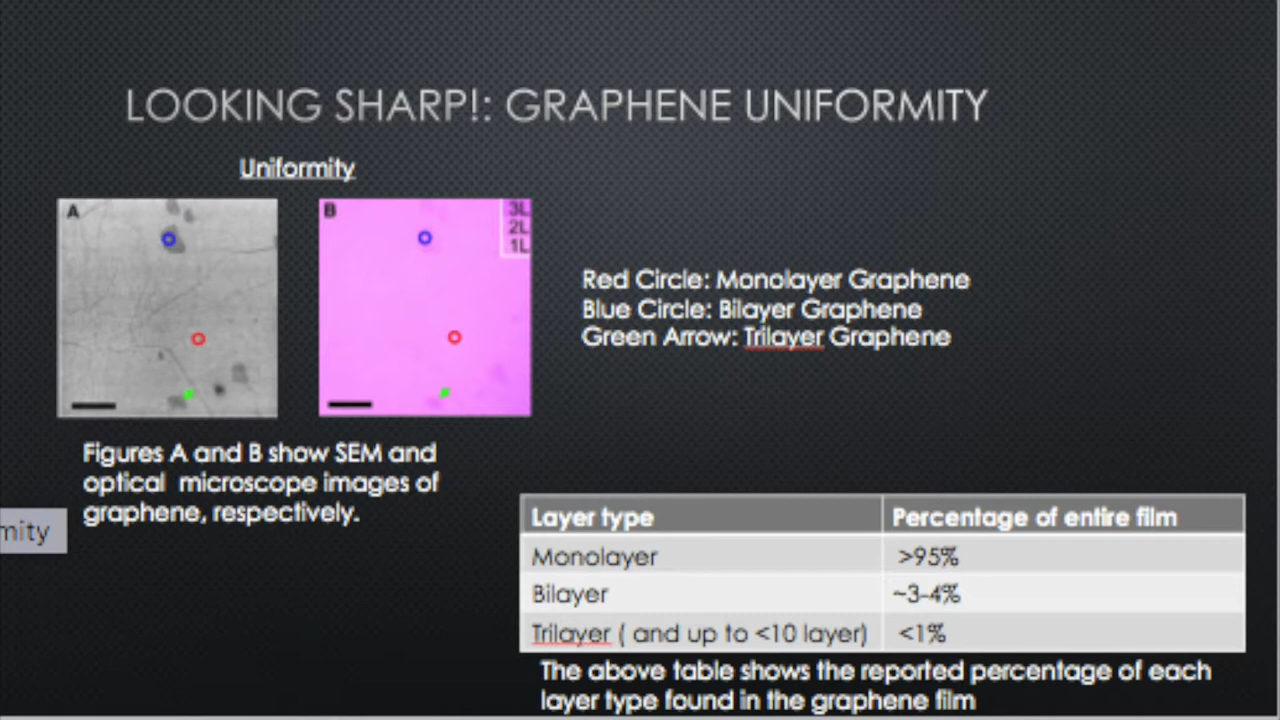 LOOKING SHARP!: GRAPHENE UNIFORMITY
Uniformity
A
B
3L
2L
1L
Red Circle: Monolayer Graphene
Blue Circle: Bilayer Graphene
Green Arrow: Trilayer Graphene
Figures A and B show SEM and
optical microscope images of
graphene, respectively.
mity
Layer type Percentage of entire film
Monolayer >95%
Bilayer ~3-4%
Trilayer ( and up to <10 layer) <1%
The above table shows the reported percentage of each
layer type found in the graphene film